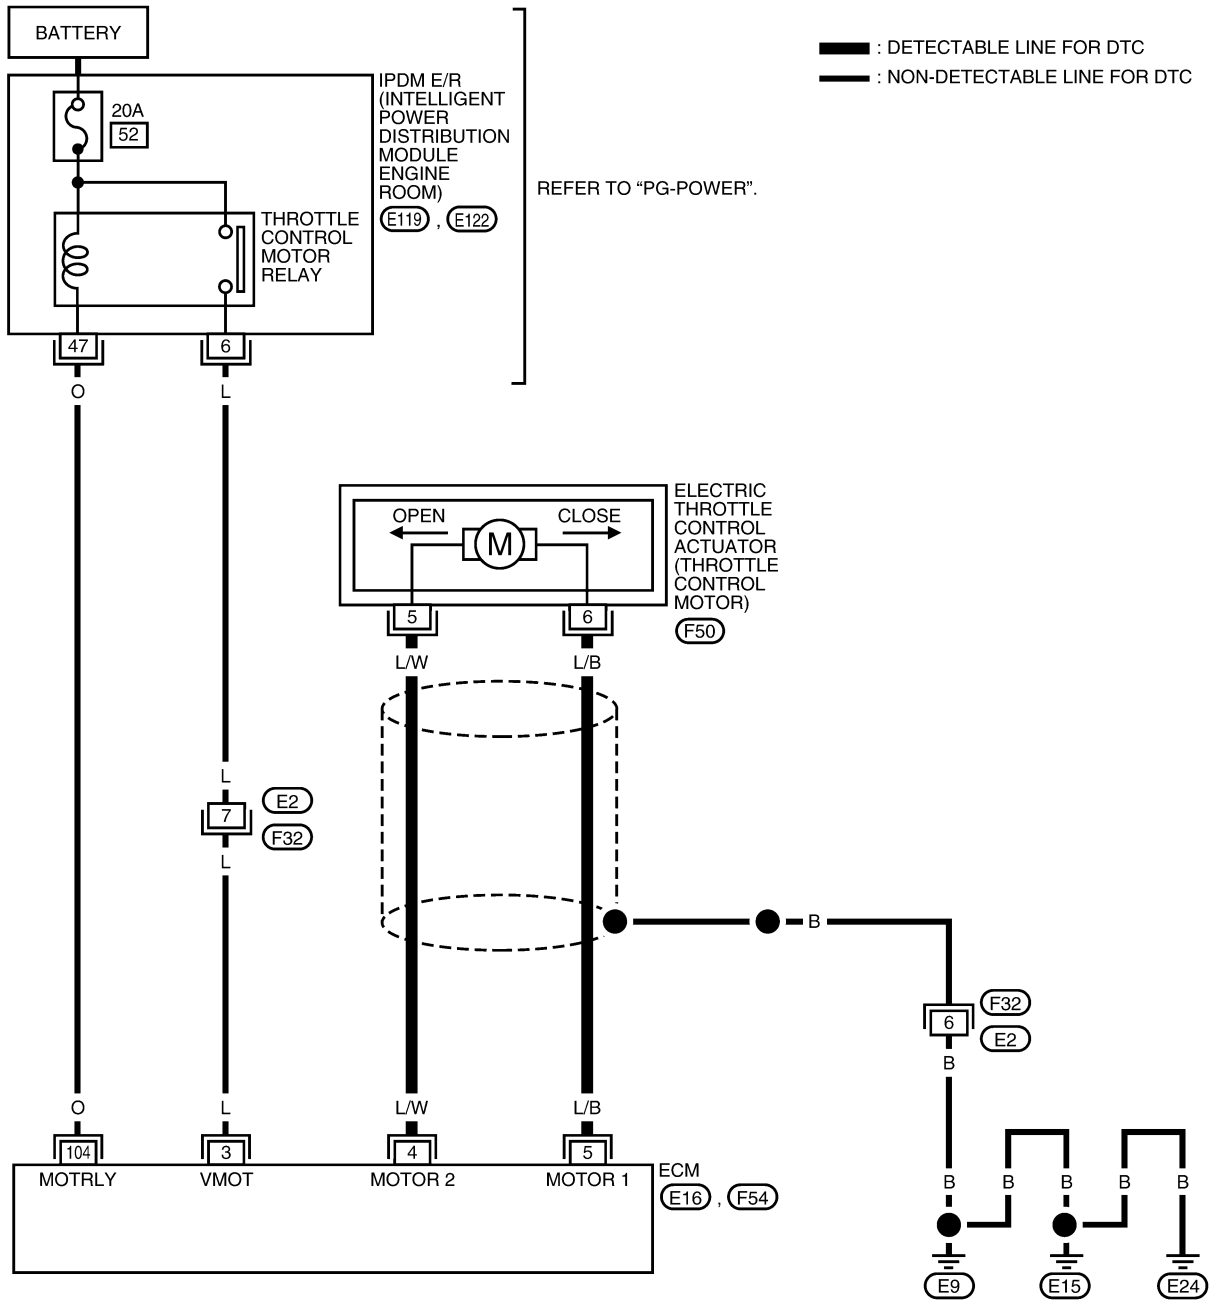 BATTERY
: DETECTABLE LINE FOR DTC
: NON-DETECTABLE LINE FOR DTC
20A
52
IPDM E/R
(INTELLIGENT
POWER
DISTRIBUTION
MODULE
ENGINE
ROOM)
E119 , E122
REFER TO “PG-POWER”.
THROTTLE
CONTROL
MOTOR
RELAY
47 6
O L
OPEN CLOSE
M
ELECTRIC
THROTTLE
CONTROL
ACTUATOR
(THROTTLE
CONTROL
MOTOR)
F50
5 6
L/W L/B
L
7
E2
F32
L
B
6
F32
E2
B
O L L/W L/B
104 3 4 5
MOTRLY VMOT MOTOR 2 MOTOR 1
ECM
E16 , F54
B B B B B
E9 E15 E24